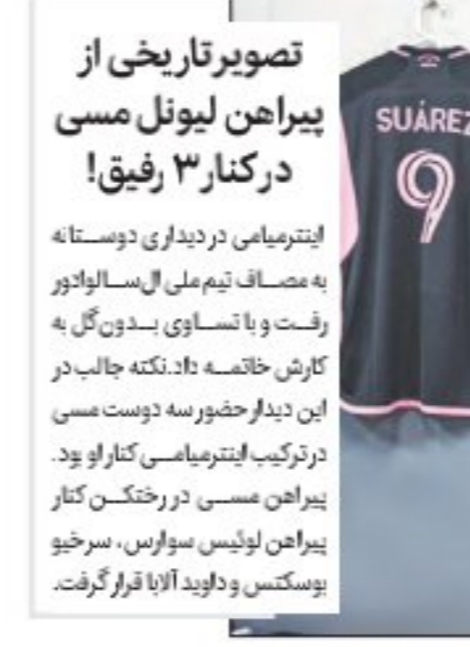 تصویر تاریخی از
پیراهن لیونل مسی
در کنار ۳ رفیق!
اینترمیامی در دیداری دوستانه
به مصاف تیم ملی ال‌سالوادور
رفت و با تساوی بدون گل به
کارش خاتمه داد. نکته جالب در
این دیدار حضور سه دوست مسی
در ترکیب اینترمیامی کنار او بود.
پیراهن مسی در رختکن کنار
پیراهن لوئیس سوارس، سرخیو
بوسکتس و داوید آلابا قرار گرفت.
SUÁREZ
9